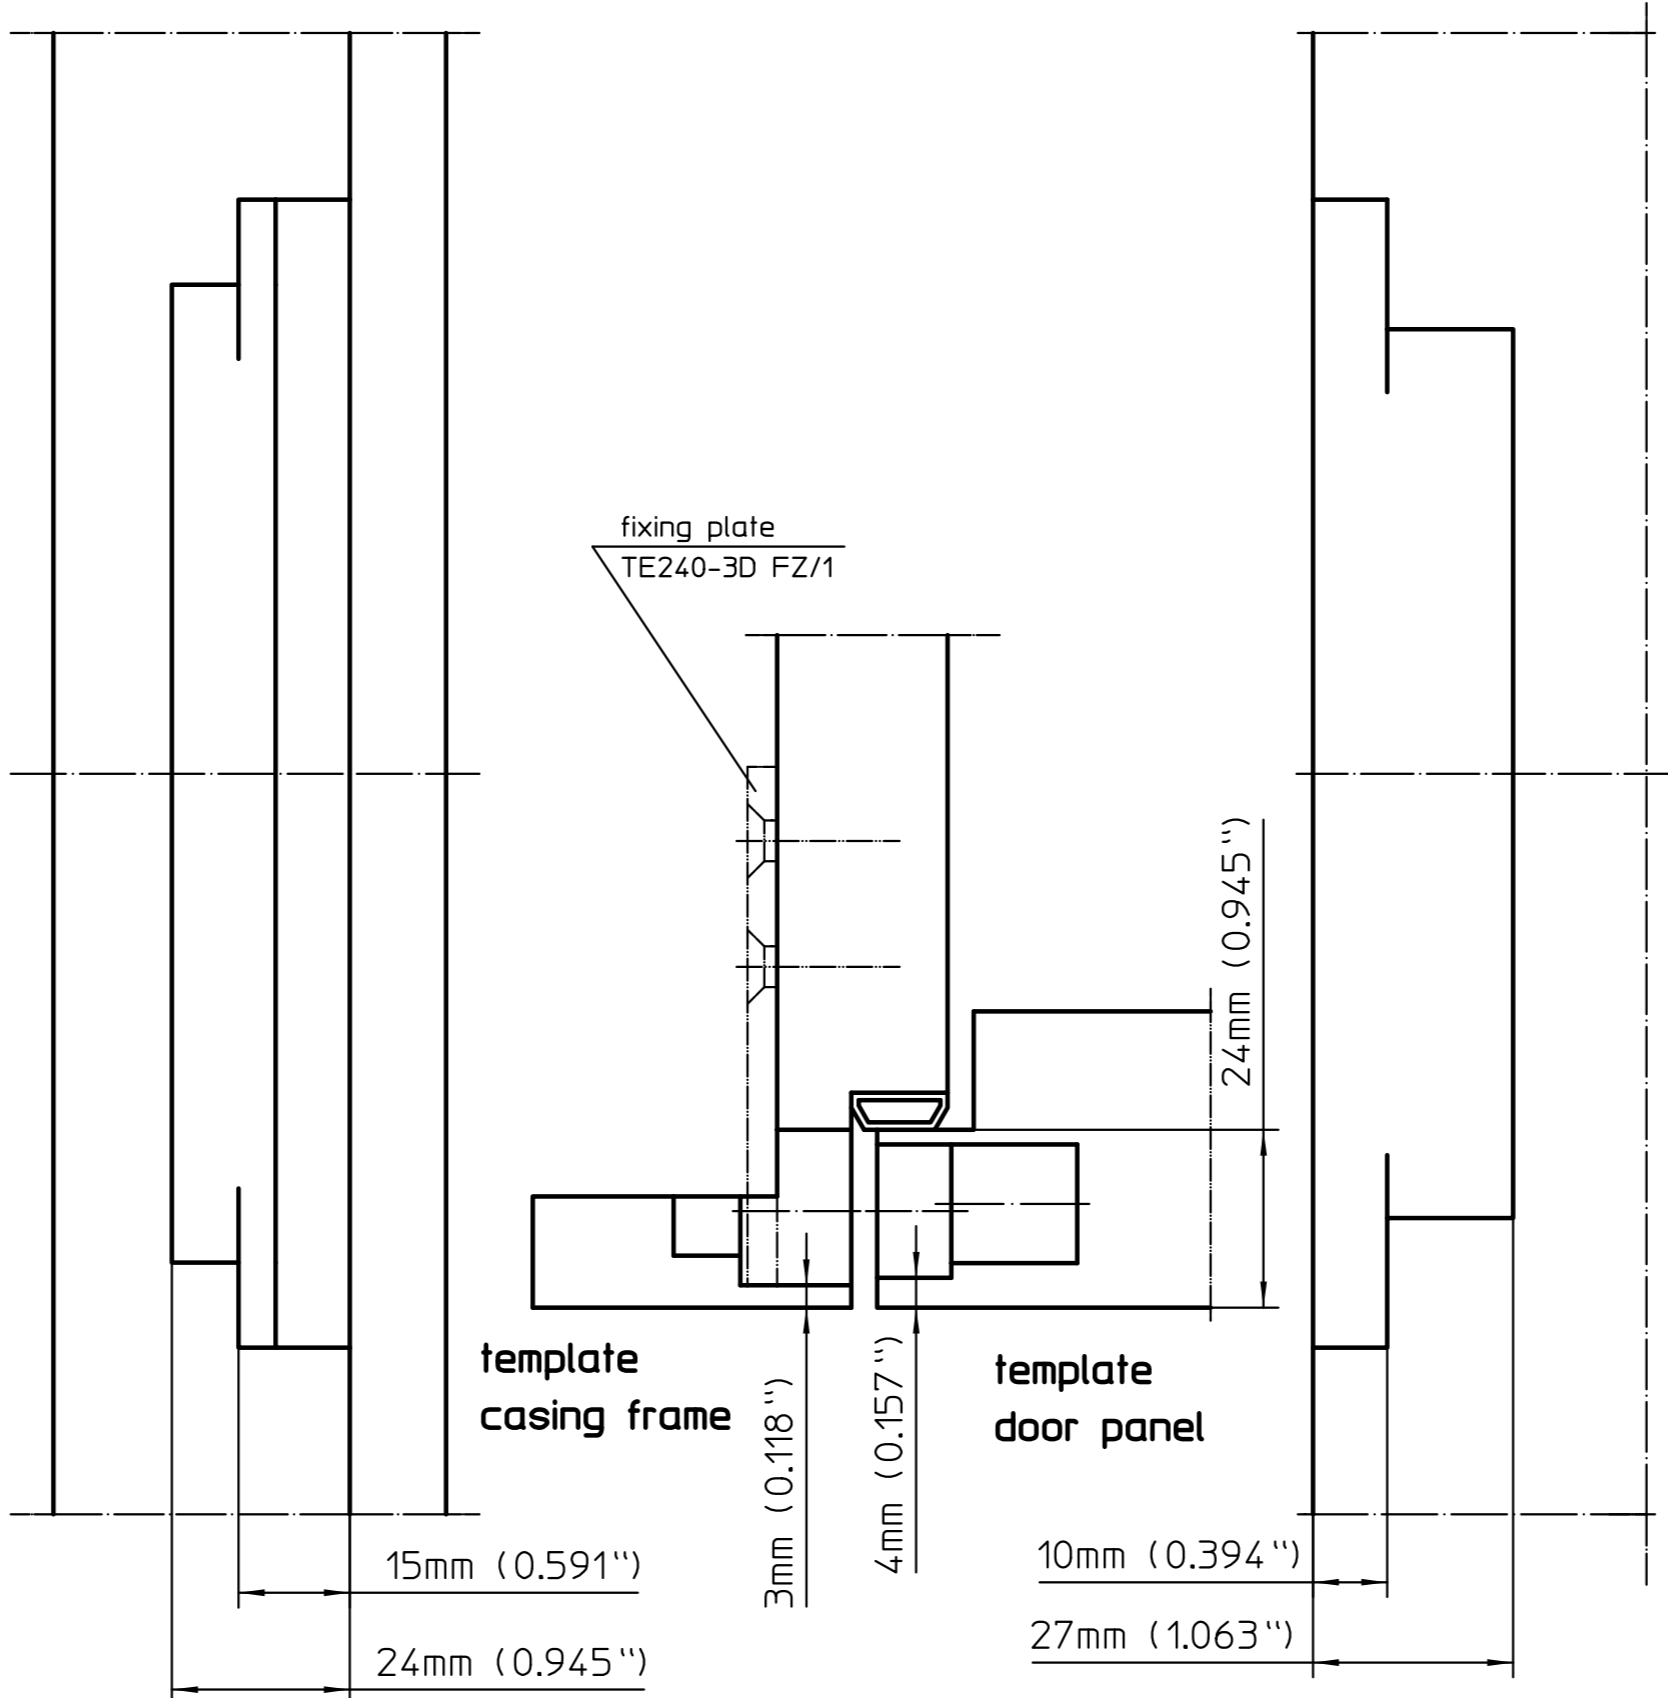 fixing plate
TE240-3D FZ/1
24mm (0.945")
template
casing frame
3mm (0.118")
4mm (0.157")
template
door panel
15mm (0.591")
24mm (0.945")
10mm (0.394")
27mm (1.063")